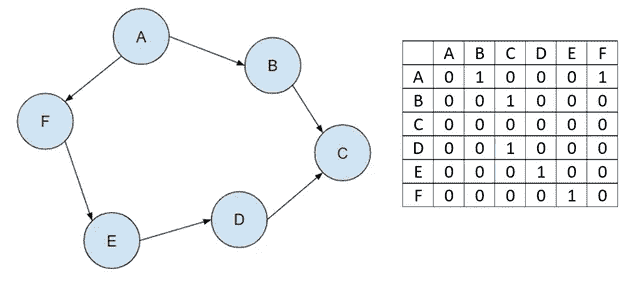 A
B
F
C
D
E
A B C D E F
A 0 1 0 0 0 1
B 0 0 1 0 0 0
C 0 0 0 0 0 0
D 0 0 1 0 0 0
E 0 0 0 1 0 0
F 0 0 0 0 1 0